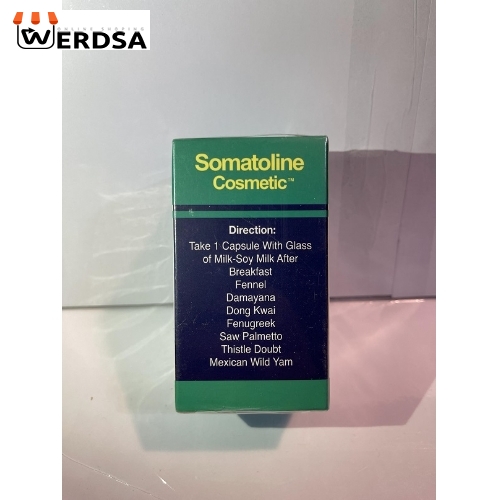 WERDSA
Somatoline
Cosmetic™
Direction:
Take 1 Capsule With Glass
of Milk-Soy Milk After
Breakfast
Fennel
Damayana
Dong Kwai
Fenugreek
Saw Palmetto
Thistle Doubt
Mexican Wild Yam